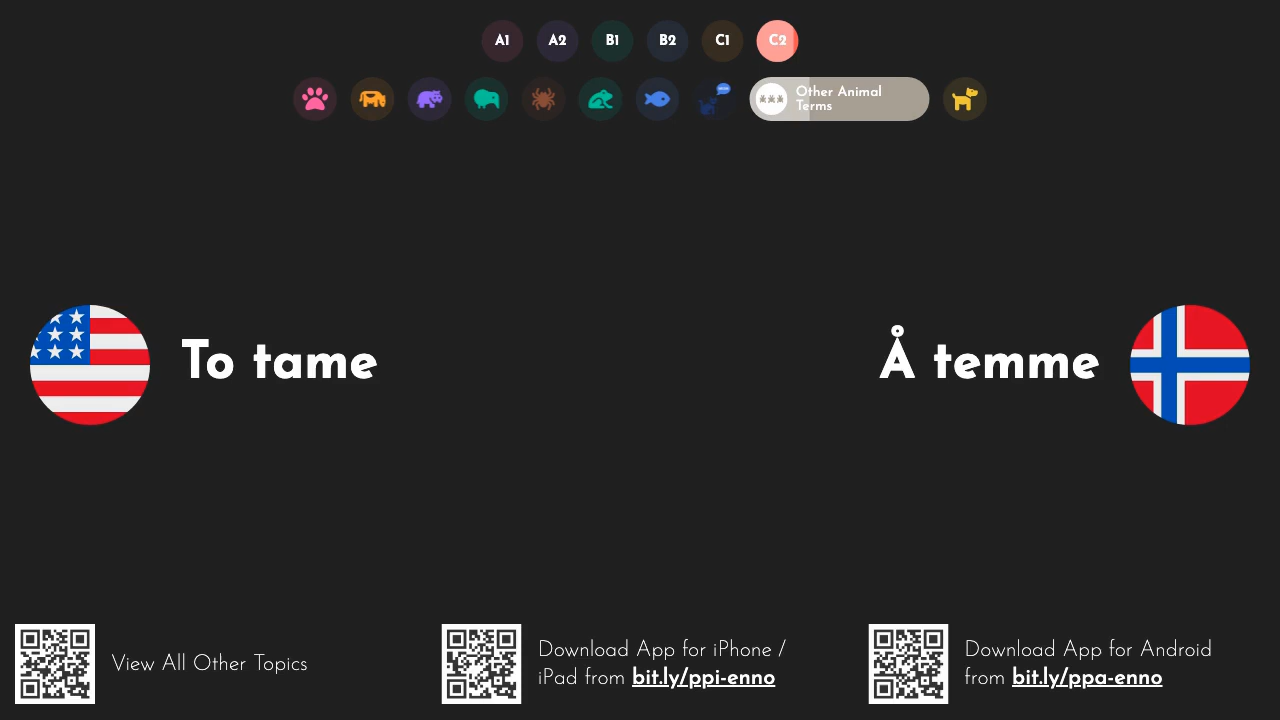 A1 A2 B1 B2 C1 C2
Other Animal
Terms
To tame
Å temme
View All Other Topics
Download App for iPhone /
iPad from bit.ly/ppi-enno
Download App for Android
from bit.ly/ppa-enno